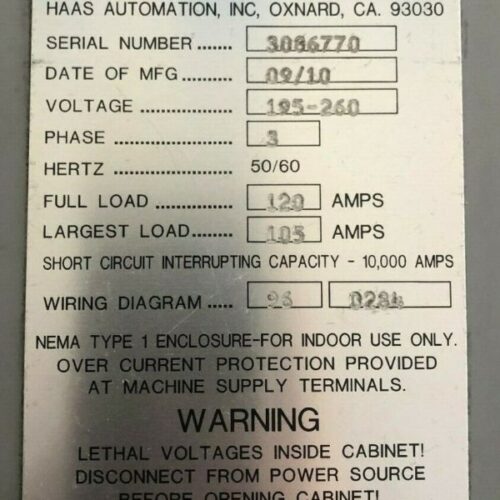 HAAS AUTOMATION, INC, OXNARD, CA. 93030
SERIAL NUMBER ....... 3086770
DATE OF MFG ......... 09/10
VOLTAGE ................ 195-260
PHASE .................... 3
HERTZ .................... 50/60
FULL LOAD ............. 120 AMPS
LARGEST LOAD........ 105 AMPS
SHORT CIRCUIT INTERRUPTING CAPACITY - 10,000 AMPS
WIRING DIAGRAM ..... 96
NEMA TYPE 1 ENCLOSURE-FOR INDOOR USE ONLY.
OVER CURRENT PROTECTION PROVIDED
AT MACHINE SUPPLY TERMINALS.
WARNING
LETHAL VOLTAGES INSIDE CABINET!
DISCONNECT FROM POWER SOURCE
BEFORE OPENING CABINET!